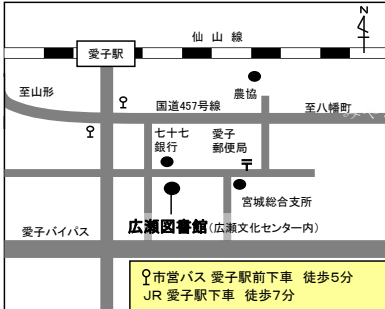 N
仙 山 線
愛子駅
農協
至山形
国道457号線
至八幡町
七十七
銀行
愛子
郵便局
〒
宮城総合支所
広瀬図書館(広瀬文化センター内)
愛子バイパス
市営バス 愛子駅前下車 徒歩5分
JR 愛子駅下車 徒歩7分